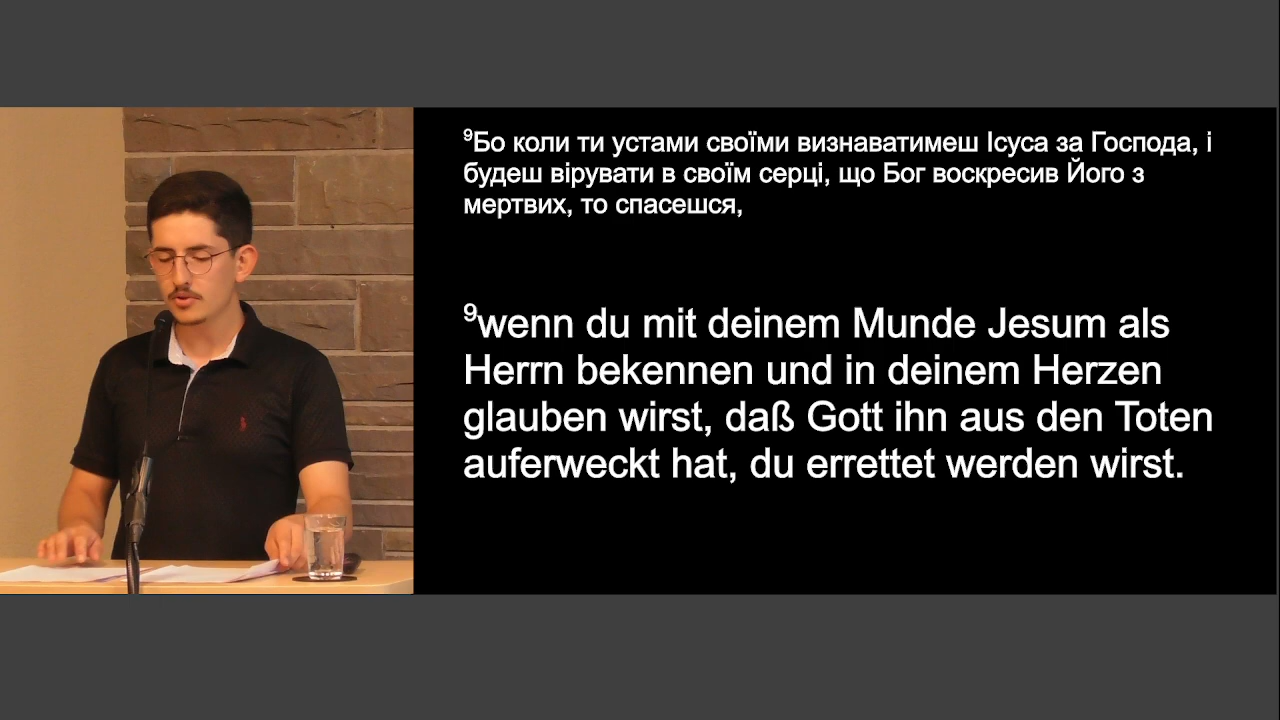 ⁹Бо коли ти устами своїми визнаватимеш Ісуса за Господа, і
будеш вірувати в своїм серці, що Бог воскресив Його з
мертвих, то спасешся,
⁹wenn du mit deinem Munde Jesum als
Herrn bekennen und in deinem Herzen
glauben wirst, daß Gott ihn aus den Toten
auferweckt hat, du errettet werden wirst.